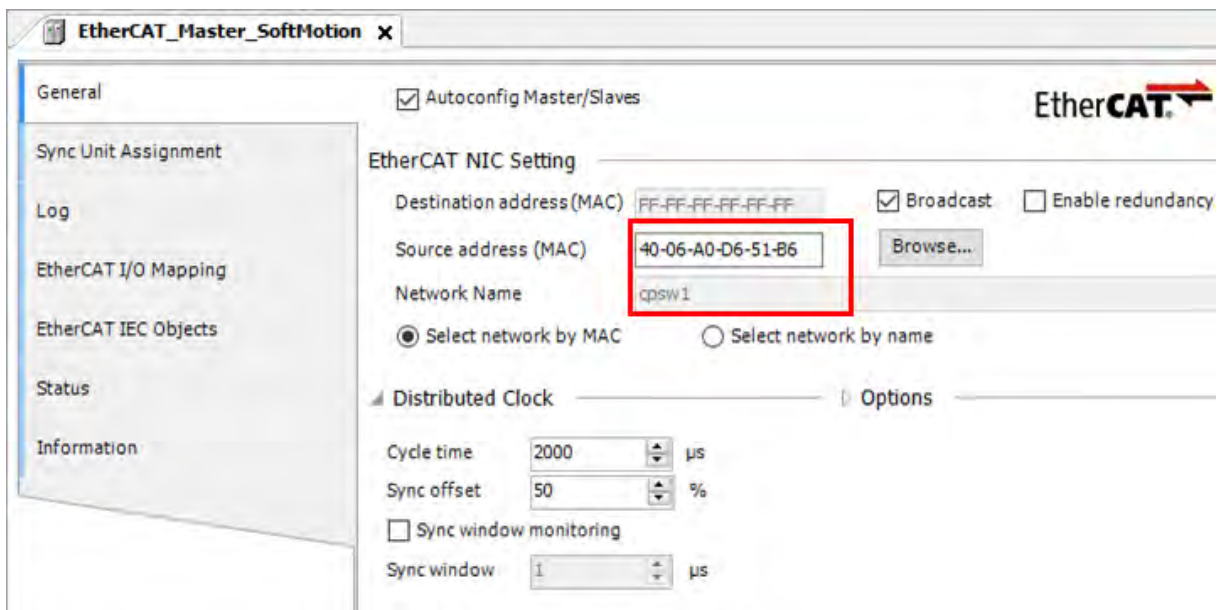 EtherCAT_Master_SoftMotion
General
Autoconfig Master/Slaves
EtherCAT.
Sync Unit Assignment
EtherCAT NIC Setting
Log
Destination address (MAC) FF-FF-FF-FF-FF-FF Broadcast Enable redundancy
Source address (MAC) 40-06-A0-D6-51-B6 Browse...
EtherCAT I/O Mapping
Network Name cpsw1
EtherCAT IEC Objects
Select network by MAC Select network by name
Status
Distributed Clock Options
Information
Cycle time 2000 µs
Sync offset 50 %
Sync window monitoring
Sync window 1 µs